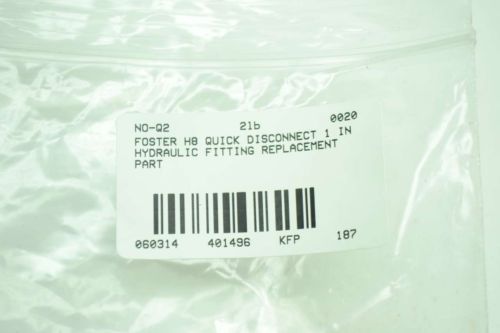 NO-Q2 21b 0020
FOSTER H8 QUICK DISCONNECT 1 IN
HYDRAULIC FITTING REPLACEMENT
PART
060314 401496 KFP 187